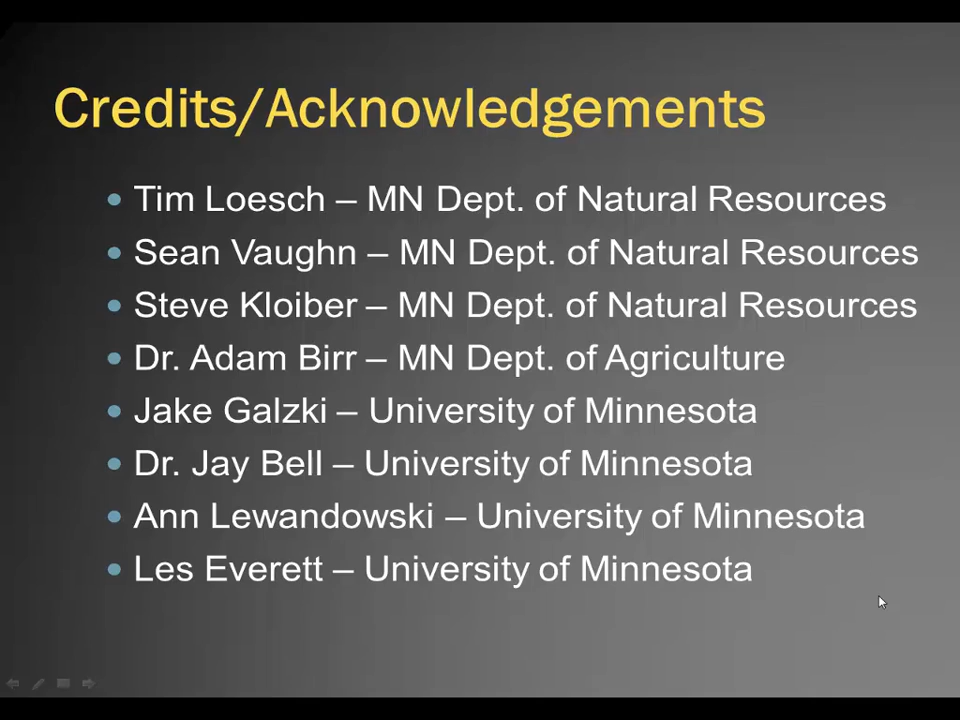 Credits/Acknowledgements
• Tim Loesch – MN Dept. of Natural Resources
• Sean Vaughn – MN Dept. of Natural Resources
• Steve Kloiber – MN Dept. of Natural Resources
• Dr. Adam Birr – MN Dept. of Agriculture
• Jake Galzki – University of Minnesota
• Dr. Jay Bell – University of Minnesota
• Ann Lewandowski – University of Minnesota
• Les Everett – University of Minnesota